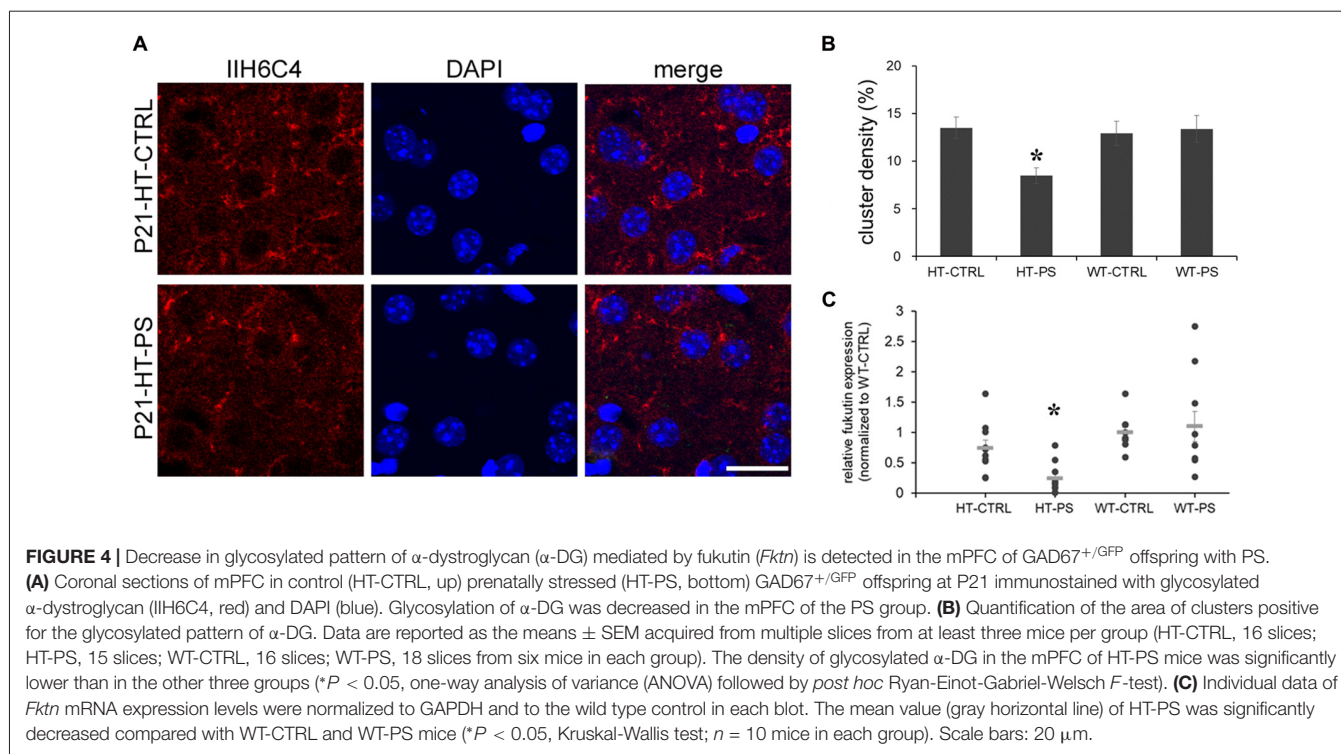 A
IIH6C4
DAPI
merge
P21-HT-CTRL
P21-HT-PS
B
cluster density (%)
20
15
10
5
0
*
HT-CTRL HT-PS WT-CTRL WT-PS
C
relative fukutin expression
(normalized to WT-CTRL)
3
2.5
2
1.5
1
0.5
0
*
HT-CTRL HT-PS WT-CTRL WT-PS
FIGURE 4 | Decrease in glycosylated pattern of α-dystroglycan (α-DG) mediated by fukutin (Fktn) is detected in the mPFC of GAD67+/GFP offspring with PS.
(A) Coronal sections of mPFC in control (HT-CTRL, up) prenatally stressed (HT-PS, bottom) GAD67+/GFP offspring at P21 immunostained with glycosylated
α-dystroglycan (IIH6C4, red) and DAPI (blue). Glycosylation of α-DG was decreased in the mPFC of the PS group. (B) Quantification of the area of clusters positive
for the glycosylated pattern of α-DG. Data are reported as the means ± SEM acquired from multiple slices from at least three mice per group (HT-CTRL, 16 slices;
HT-PS, 15 slices; WT-CTRL, 16 slices; WT-PS, 18 slices from six mice in each group). The density of glycosylated α-DG in the mPFC of HT-PS mice was significantly
lower than in the other three groups (*P < 0.05, one-way analysis of variance (ANOVA) followed by post hoc Ryan-Einot-Gabriel-Welsch F-test). (C) Individual data of
Fktn mRNA expression levels were normalized to GAPDH and to the wild type control in each blot. The mean value (gray horizontal line) of HT-PS was significantly
decreased compared with WT-CTRL and WT-PS mice (*P < 0.05, Kruskal-Wallis test; n = 10 mice in each group). Scale bars: 20 μm.